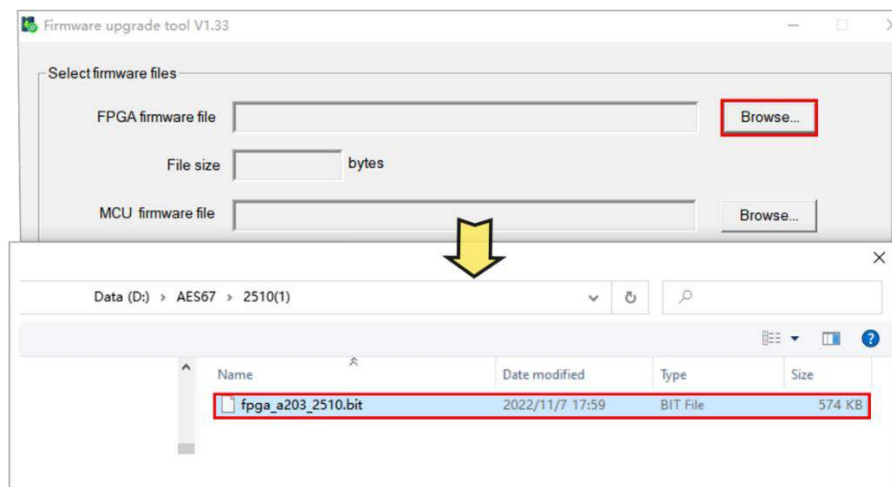 Firmware upgrade tool V1.33
Select firmware files
FPGA firmware file
Browse...
File size
bytes
MCU firmware file
Browse...
Data (D:) > AES67 > 2510(1)
Name Date modified Type Size
fpga_a203_2510.bit 2022/11/7 17:59 BIT File 574 KB